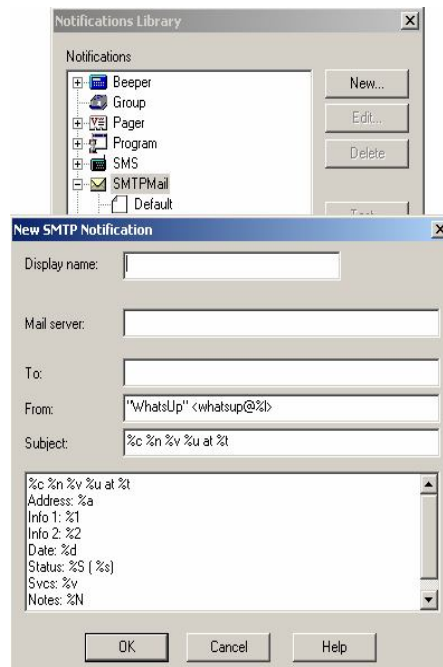 Notifications Library
Notifications
Beeper
Group
Pager
Program
SMS
SMTPMail
Default
New...
Edit...
Delete
Test...
New SMTP Notification
Display name:
Mail server:
To:
From: "WhatsUp" <whatsup@%I>
Subject: %c %n %v %u at %t
%c %n %v %u at %t
Address: %a
Info 1: %1
Info 2: %2
Date: %d
Status: %S ( %s)
Svcs: %v
Notes: %N
OK Cancel Help